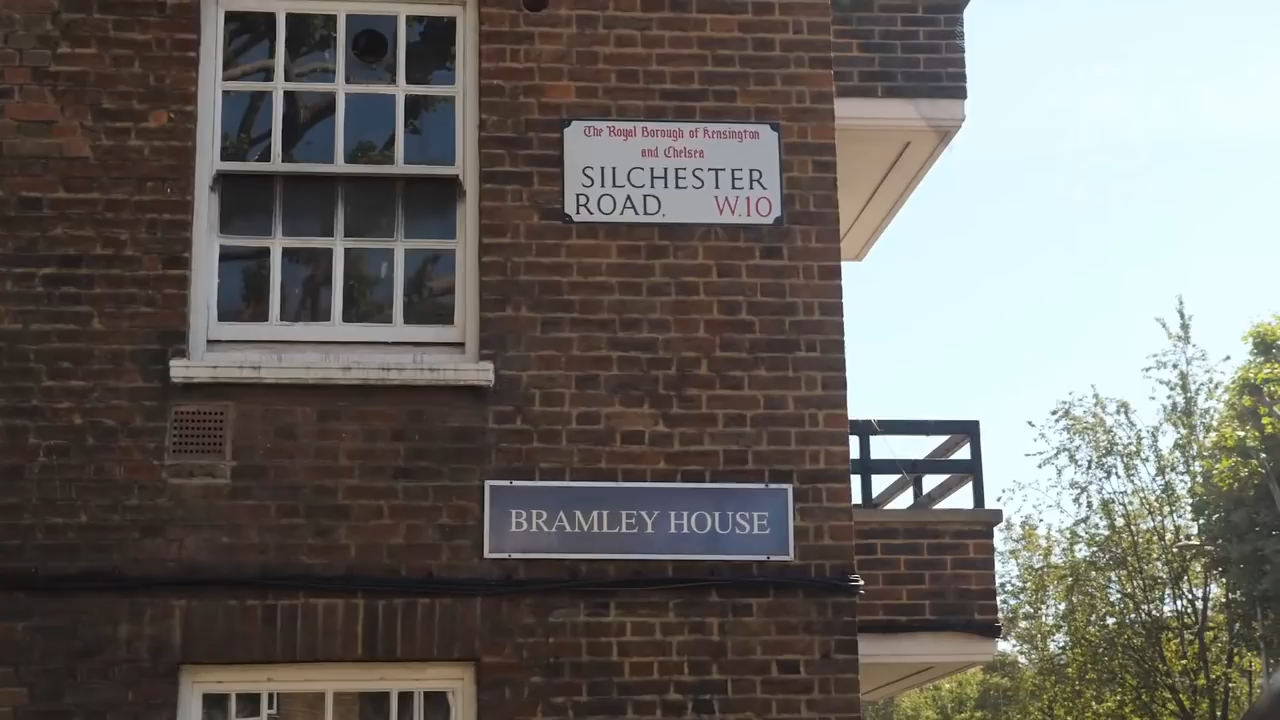 The Royal Borough of Kensington
and Chelsea
SILCHESTER
ROAD, W.10
BRAMLEY HOUSE